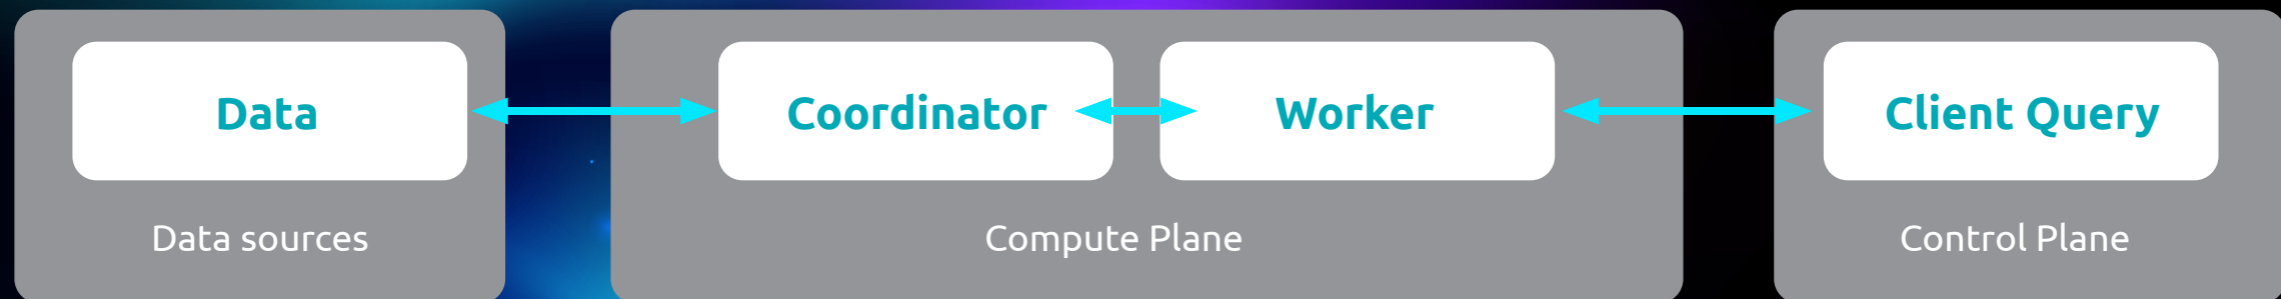 Data
Coordinator
Worker
Client Query
Data sources
Compute Plane
Control Plane